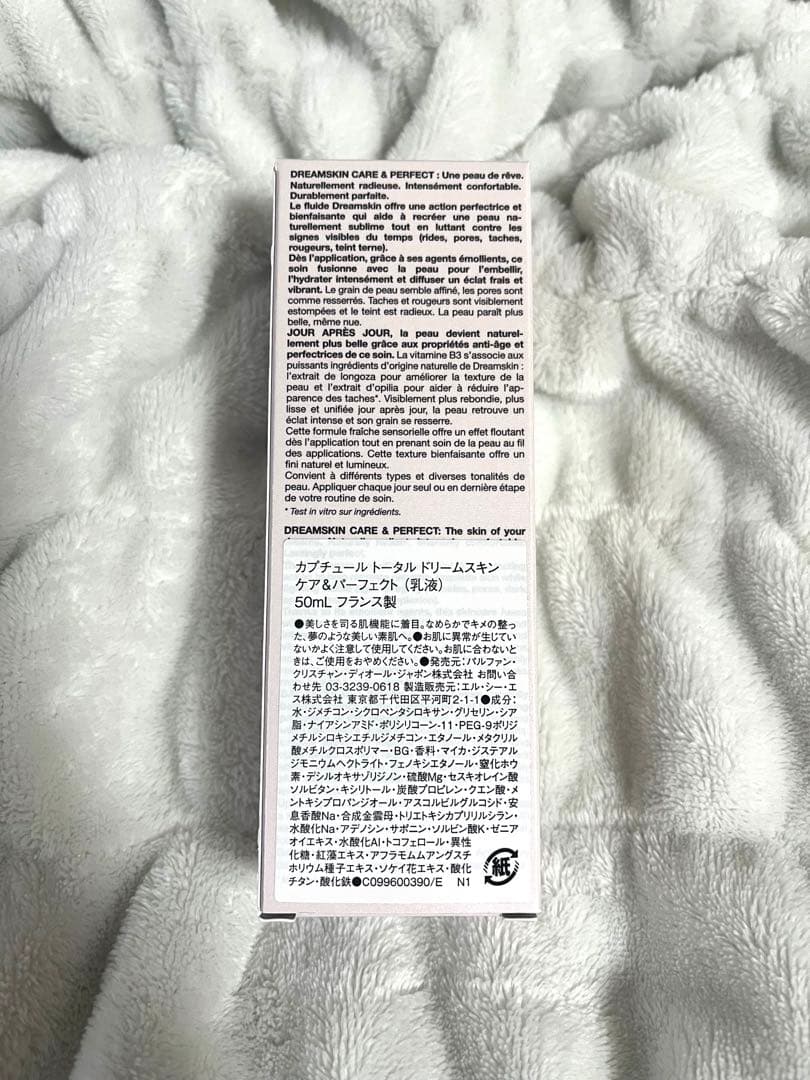 DREAMSKIN CARE & PERFECT : Une peau de rêve.
Naturellement radieuse. Intensément confortable.
Durablement parfaite.
Le fluide Dreamskin offre une action perfectrice et
bienfaisante qui aide à recréer une peau na-
turellement sublime tout en luttant contre les
signes visibles du temps (rides, pores, taches,
rougeurs, teint terne).
Dès l'application, grâce à ses agents émollients, ce
soin fusionne avec la peau pour l'embellir,
l'hydrater intensément et diffuser un éclat frais et
vibrant. Le grain de peau semble affiné, les pores sont
comme resserrés. Taches et rougeurs sont visiblement
estompées et le teint est radieux. La peau paraît plus
belle, même nue.
JOUR APRÈS JOUR, la peau devient naturel-
lement plus belle grâce aux propriétés anti-âge et
perfectrices de ce soin. La vitamine B3 s'associe aux
puissants ingrédients d'origine naturelle de Dreamskin :
l'extrait de longoza pour améliorer la texture de la
peau et l'extrait d'opilia pour aider à réduire l'ap-
parence des taches*. Visiblement plus rebondie, plus
lisse et unifiée jour après jour, la peau retrouve un
éclat intense et son grain se resserre.
Cette formule fraîche sensorielle offre un effet floutant
dès l'application tout en prenant soin de la peau au fil
des applications. Cette texture bienfaisante offre un
fini naturel et lumineux.
Convient à différents types et diverses tonalités de
peau. Appliquer chaque jour seul ou en dernière étape
de votre routine de soin.
* Test in vitro sur ingrédients.
DREAMSKIN CARE & PERFECT: The skin of your
カプチュール トータル ドリームスキン
ケア&パーフェクト (乳液)
50mL フランス製
●美しさを司る肌機能に着目。なめらかでキメの整っ
た、夢のような美しい素肌へ。●お肌に異常が生じてい
ないかよく注意して使用してください。お肌に合わないと
きは、ご使用をおやめください。●発売元:パルファン・
クリスチャン・ディオール・ジャポン株式会社 お問い合
わせ先 03-3239-0618 製造販売元:エル・シー・エ
ス株式会社 東京都千代田区平河町2-1-1●成分:
水・ジメチコン・シクロペンタシロキサン・グリセリン・シア
脂・ナイアシンアミド・ポリシリコーン-11・PEG-9ポリジ
メチルシロキシエチルジメチコン・エタノール・メタクリル
酸メチルクロスポリマー・BG・香料・マイカ・ジステアル
ジモニウムヘクトライト・フェノキシエタノール・窒化ホウ
素・デシルオキサゾリジノン・硫酸Mg・セスキオレイン酸
ソルビタン・キシリトール・炭酸プロピレン・クエン酸・メ
ントキシプロパンジオール・アスコルビルグルコシド・安
息香酸Na・合成金雲母・トリエトキシカプリリルシラン・
水酸化Na・アデノシン・サポニン・ソルビン酸K・ゼニア
オイエキス・水酸化Al・トコフェロール・異性
化糖・紅藻エキス・アフラモムムアングスチ
ホリウム種子エキス・ソケイ花エキス・酸化
チタン・酸化鉄●C099600390/E N1
紙